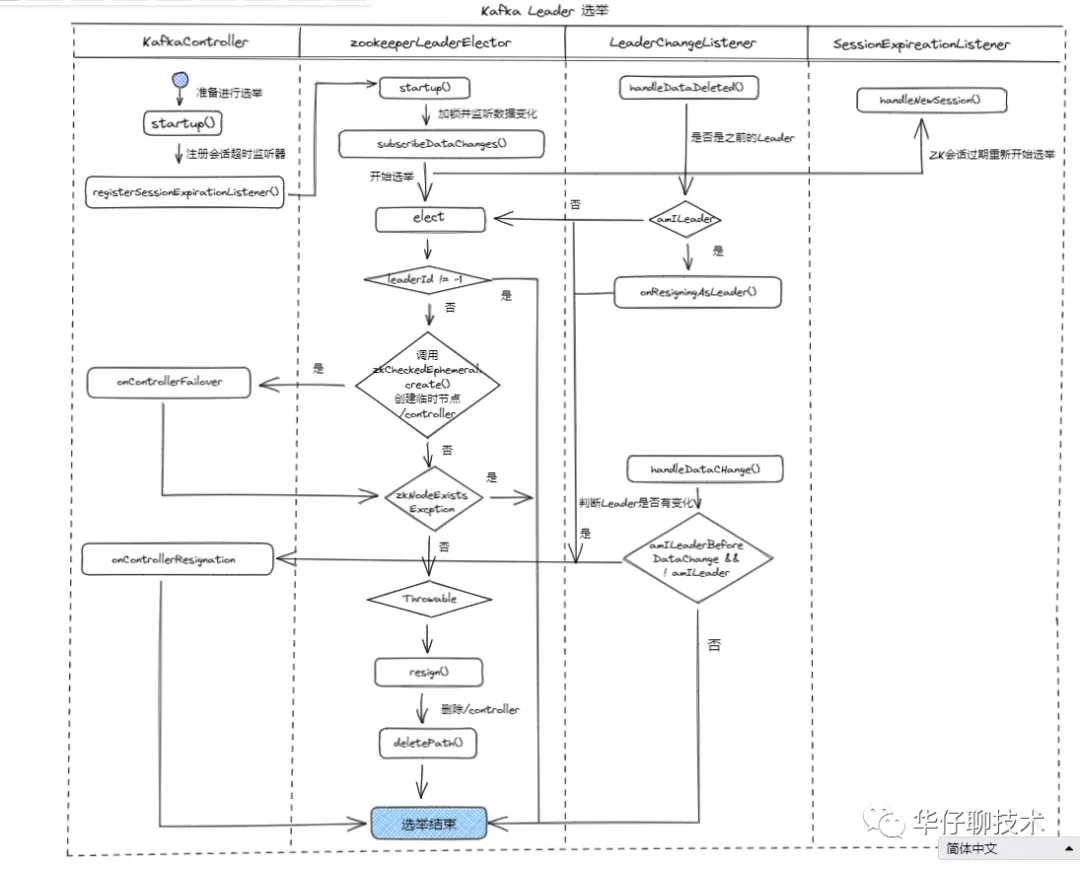 Kafka Leader 选举
KafkaController
zookeeperLeaderElector
LeaderChangeListener
SessionExpireationListener
准备进行选举
startup()
注册会话超时监听器
registerSessionExpirationListener()
startup()
加锁并监听数据变化
subscribeDataChanges()
开始选举
elect
leaderId != -1
是
否
调用
zkCheckedEphemeral.
create()
创建临时节点
/controller
是
onControllerFailover
否
zkNodeExists
Excption
是
否
onControllerResignation
Throwable
resign()
删除/controller
deletePath()
选举结束
handleDataDeleted()
是否是之前的Leader
amILeader
否
是
onResigningAsLeader()
handleDataCHange()
判断Leader是否有变化
是
amILeaderBefore
DataChange &&
! amILeader
否
handleNewSession()
ZK会话过期重新开始选举
华仔聊技术
简体中文